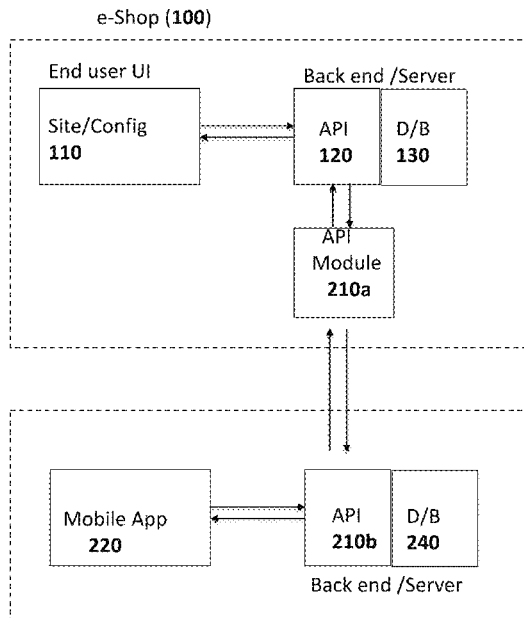 e-Shop (100)
End user UI
Back end /Server
Site/Config
110
API
120
D/B
130
API
Module
210a
Mobile App
220
API
210b
D/B
240
Back end /Server